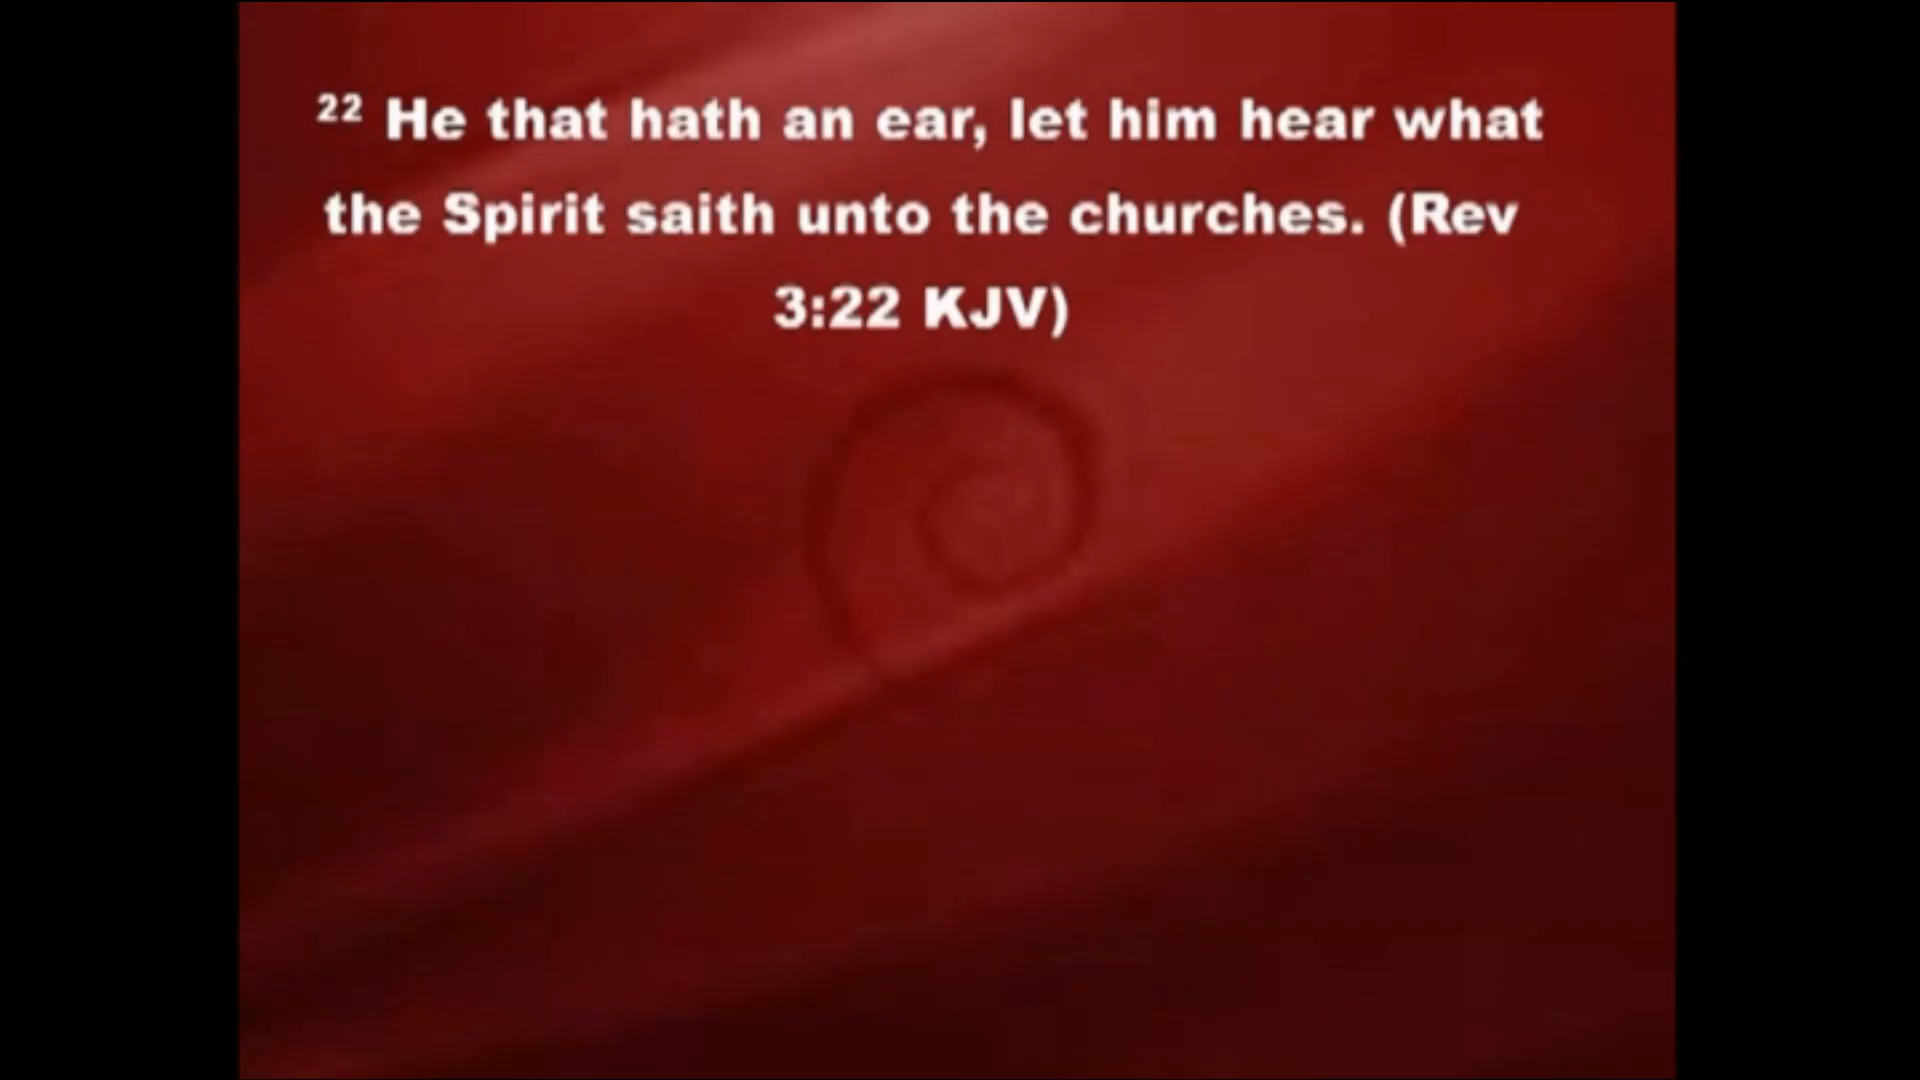 22 He that hath an ear, let him hear what
the Spirit saith unto the churches. (Rev
3:22 KJV)